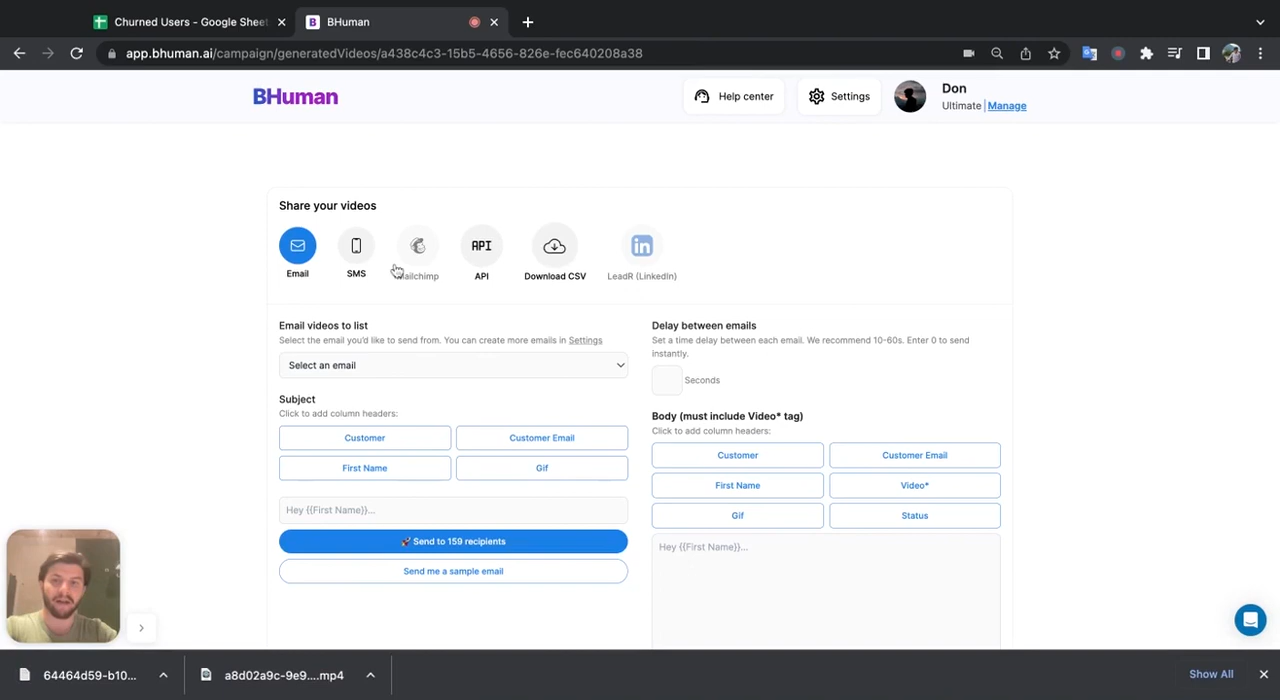 Churned Users - Google Sheet
BHuman
app.bhuman.ai/campaign/generatedVideos/a438c4c3-15b5-4656-826e-fec640208a38
BHuman
Help center
Settings
Don
Ultimate | Manage
Share your videos
API
in
Email
SMS
ailchimp
API
Download CSV
LeadR (LinkedIn)
Email videos to list
Select the email you'd like to send from. You can create more emails in Settings
Select an email
Subject
Click to add column headers:
Customer
Customer Email
First Name
Gif
Hey {{First Name}}...
🚀 Send to 159 recipients
Send me a sample email
Delay between emails
Set a time delay between each email. We recommend 10-60s. Enter 0 to send
instantly.
Seconds
Body (must include Video* tag)
Click to add column headers:
Customer
Customer Email
First Name
Video*
Gif
Status
Hey {{First Name}}...
64464d59-b10...
a8d02a9c-9e9....mp4
Show All